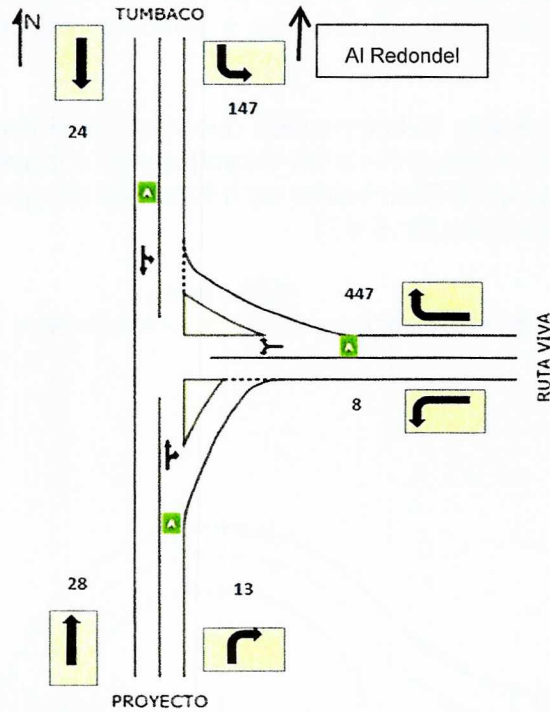 N
TUMBACO
Al Redondel
24
147
A
447
A
RUTA VIVA
8
A
28
13
PROYECTO